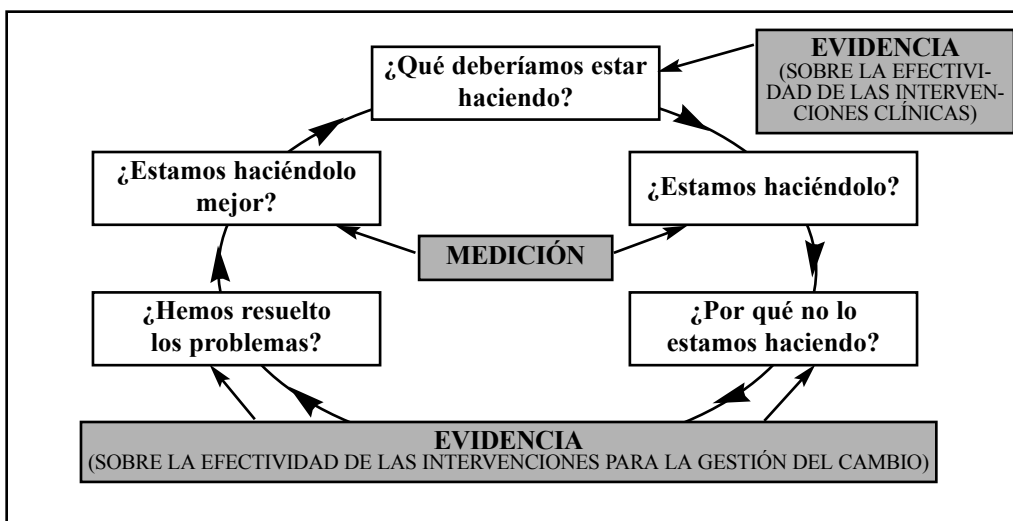 ¿Qué deberíamos estar
haciendo?
EVIDENCIA
(SOBRE LA EFECTIVI-
DAD DE LAS INTERVEN-
CIONES CLÍNICAS)
¿Estamos haciéndolo
mejor?
¿Estamos haciéndolo?
MEDICIÓN
¿Hemos resuelto
los problemas?
¿Por qué no lo
estamos haciendo?
EVIDENCIA
(SOBRE LA EFECTIVIDAD DE LAS INTERVENCIONES PARA LA GESTIÓN DEL CAMBIO)